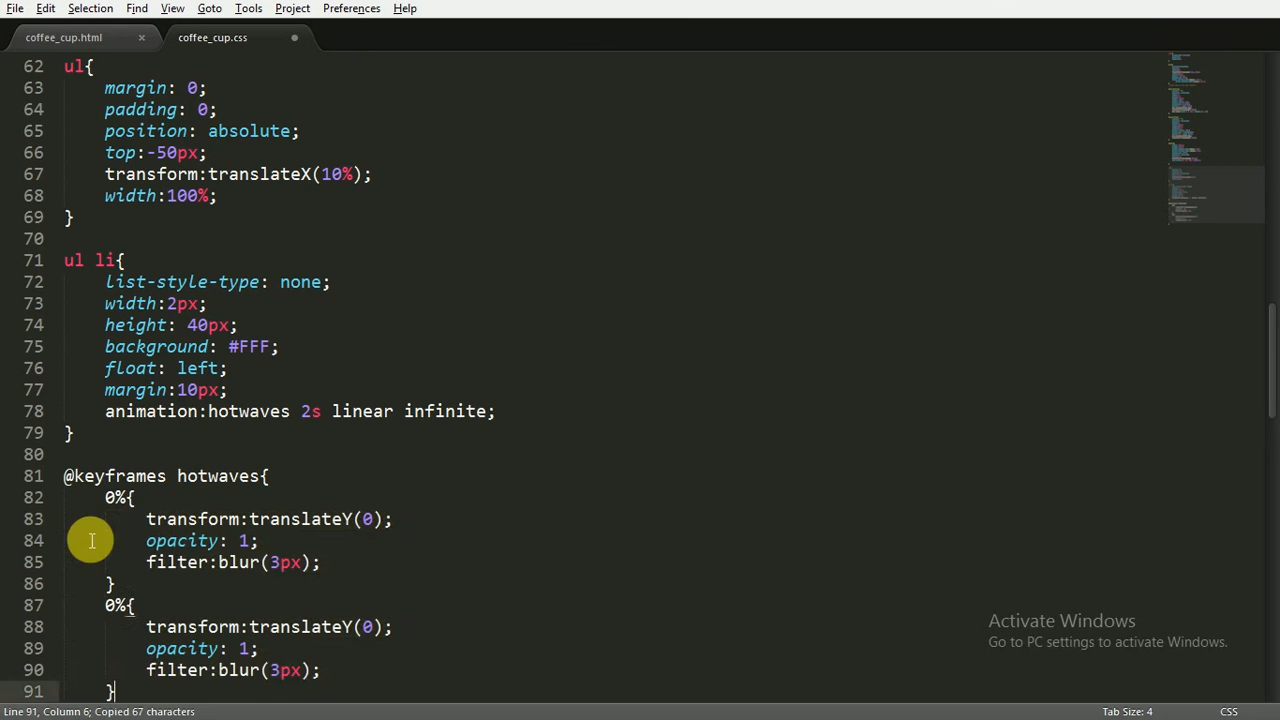 File Edit Selection Find View Goto Tools Project Preferences Help
coffee_cup.html × coffee_cup.css
62 ul{
63 margin: 0;
64 padding: 0;
65 position: absolute;
66 top:-50px;
67 transform:translateX(10%);
68 width:100%;
69 }
70
71 ul li{
72 list-style-type: none;
73 width:2px;
74 height: 40px;
75 background: #FFF;
76 float: left;
77 margin:10px;
78 animation:hotwaves 2s linear infinite;
79 }
80
81 @keyframes hotwaves{
82 0%{
83 transform:translateY(0);
84 opacity: 1;
85 filter:blur(3px);
86 }
87 0%{
88 transform:translateY(0);
89 opacity: 1;
90 filter:blur(3px);
91 }
Activate Windows
Go to PC settings to activate Windows.
Line 91, Column 6; Copied 67 characters Tab Size: 4 CSS